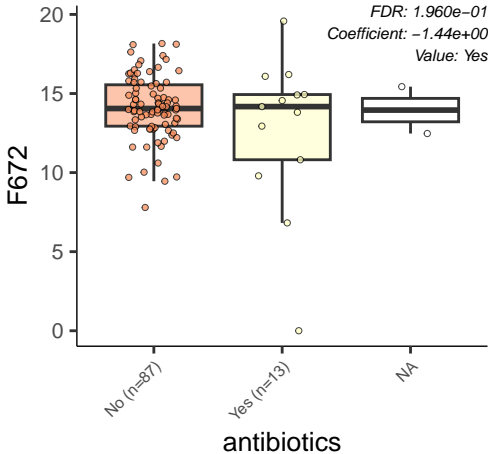 FDR: 1.960e−01
Coefficient: −1.44e+00
Value: Yes
20
15
10
5
0
F672
No (n=87)
Yes (n=13)
NA
antibiotics